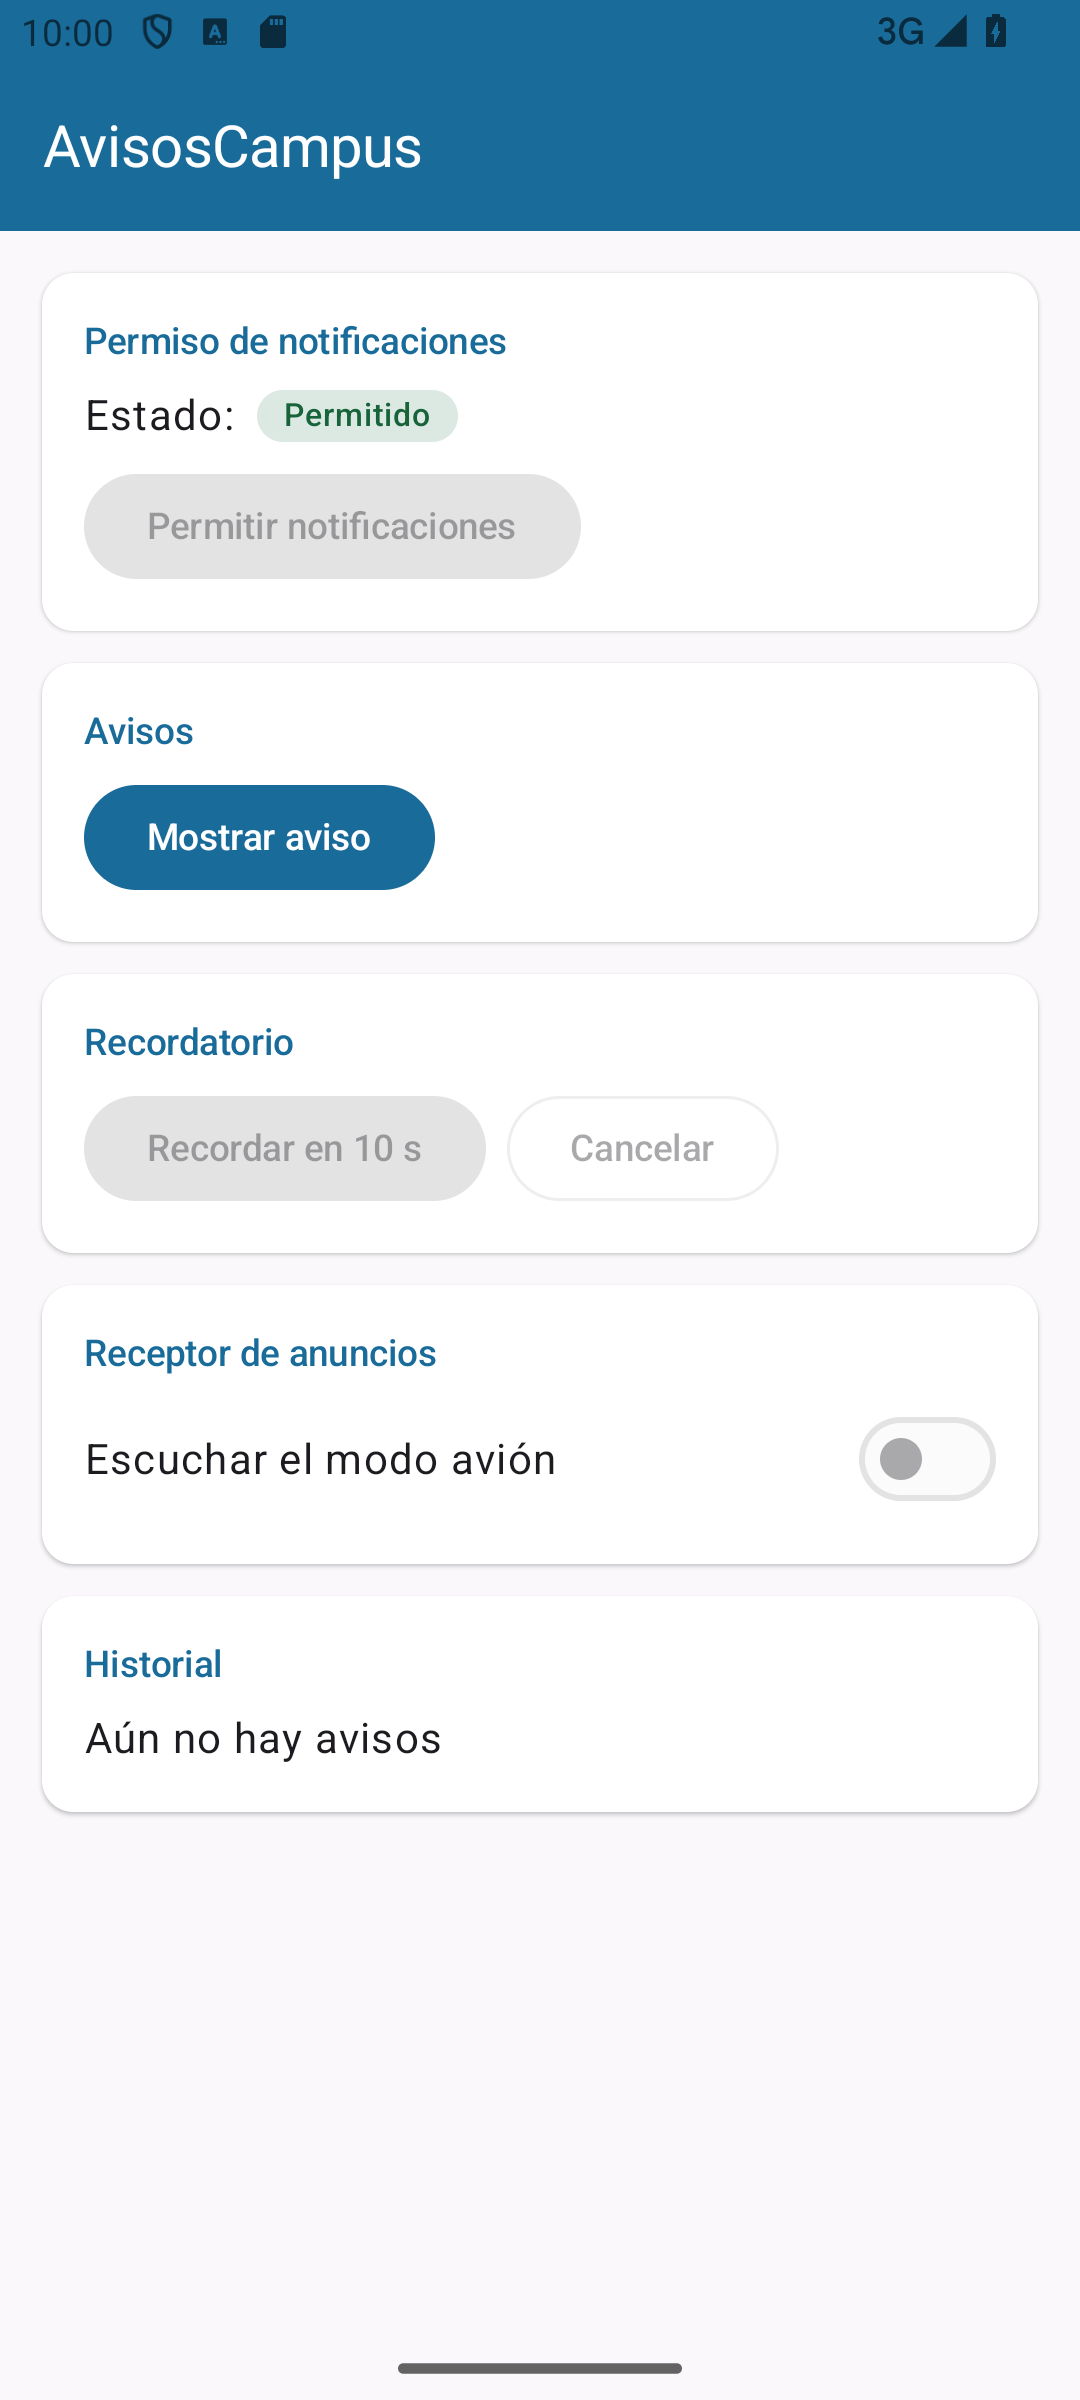 10:00 3G
AvisosCampus
Permiso de notificaciones
Estado: Permitido
Permitir notificaciones
Avisos
Mostrar aviso
Recordatorio
Recordar en 10 s Cancelar
Receptor de anuncios
Escuchar el modo avión
Historial
Aún no hay avisos